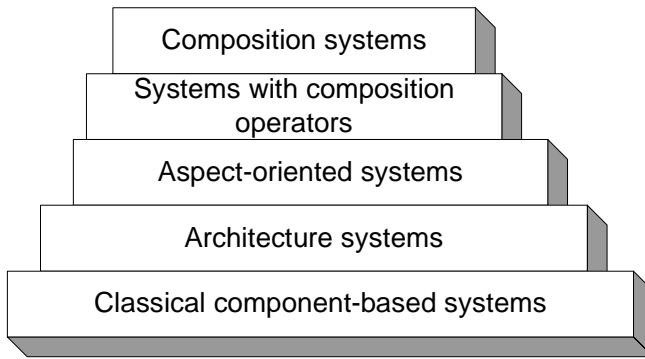 Composition systems
Systems with composition
operators
Aspect-oriented systems
Architecture systems
Classical component-based systems